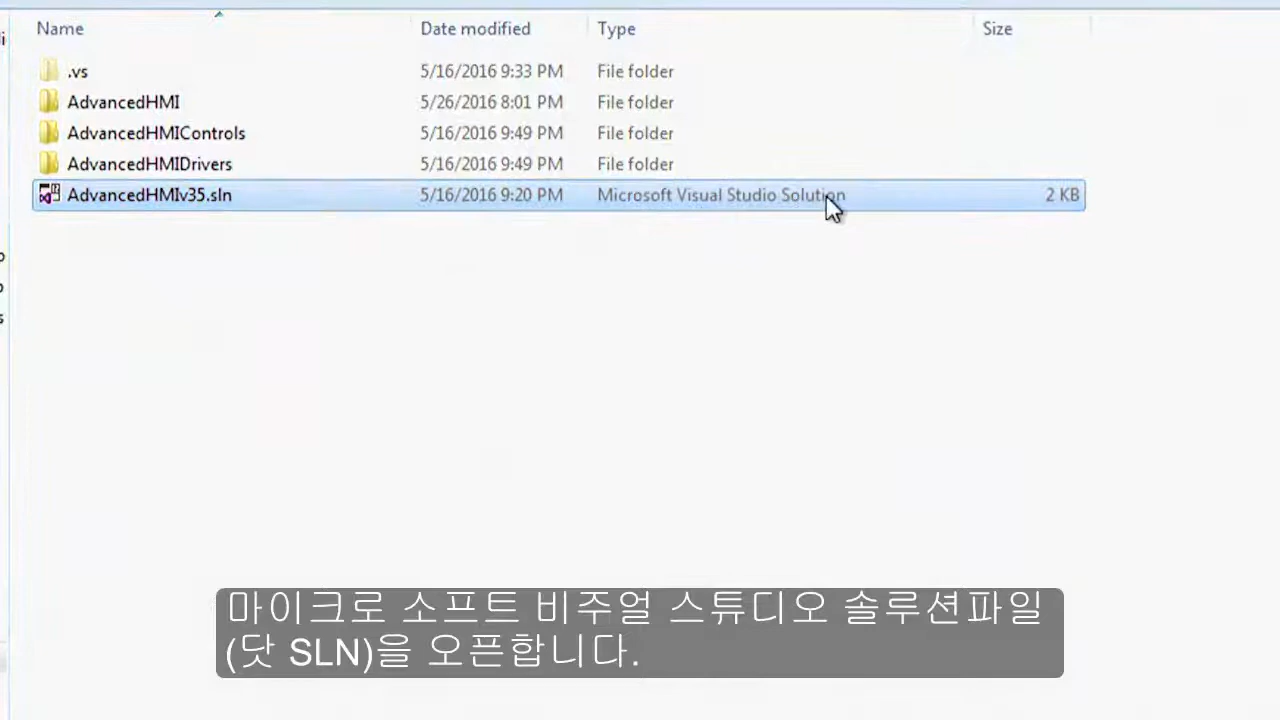 Name Date modified Type Size
.vs 5/16/2016 9:33 PM File folder
AdvancedHMI 5/26/2016 8:01 PM File folder
AdvancedHMIControls 5/16/2016 9:49 PM File folder
AdvancedHMIDrivers 5/16/2016 9:49 PM File folder
AdvancedHMIv35.sln 5/16/2016 9:20 PM Microsoft Visual Studio Solution 2 KB
마이크로 소프트 비주얼 스튜디오 솔루션파일
(닷 SLN)을 오픈합니다.